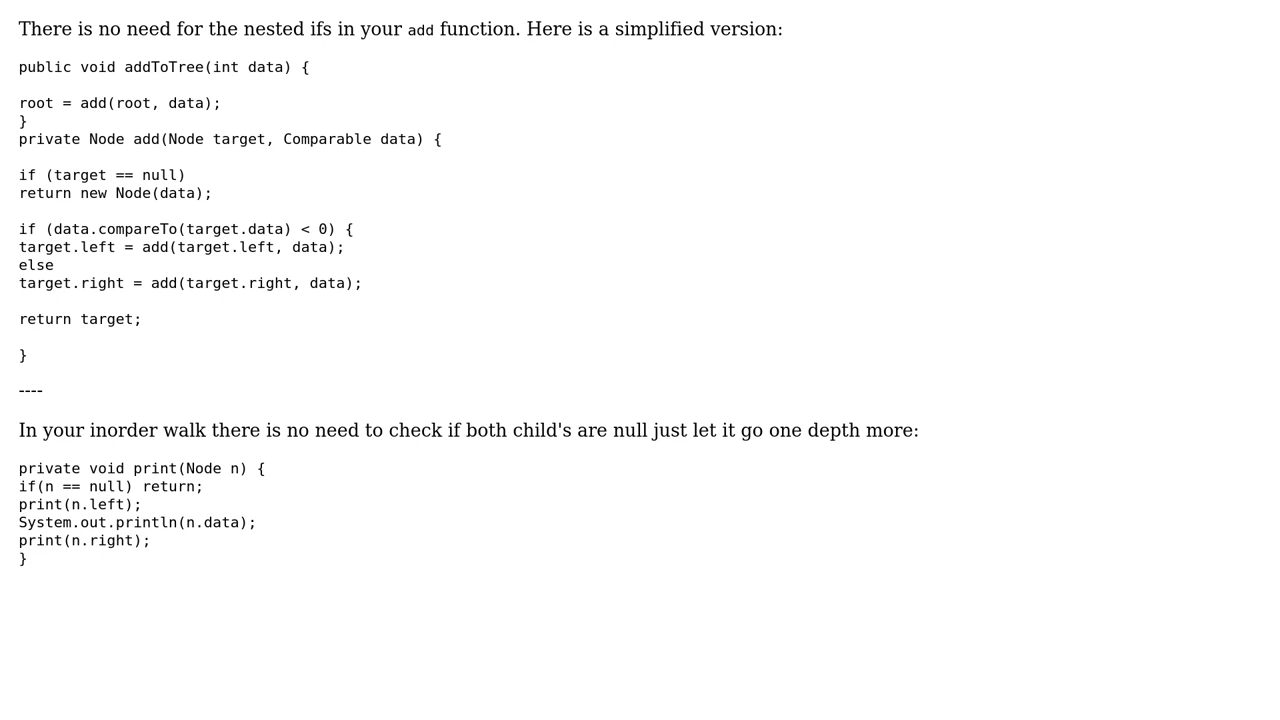 There is no need for the nested ifs in your add function. Here is a simplified version:
public void addToTree(int data) {
root = add(root, data);
}
private Node add(Node target, Comparable data) {
if (target == null)
return new Node(data);
if (data.compareTo(target.data) < 0) {
target.left = add(target.left, data);
else
target.right = add(target.right, data);
return target;
}
----
In your inorder walk there is no need to check if both child's are null just let it go one depth more:
private void print(Node n) {
if(n == null) return;
print(n.left);
System.out.println(n.data);
print(n.right);
}